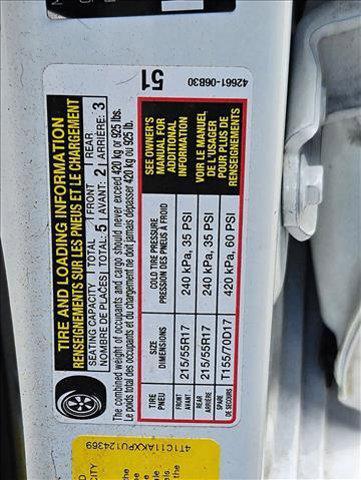 TIRE AND LOADING INFORMATION
RENSEIGNEMENTS SUR LES PNEUS ET LE CHARGEMENT
SEATING CAPACITY TOTAL 5 FRONT 2 REAR 3
NOMBRE DE PLACES TOTAL: AVANT: ARRIÈRE:
The combined weight of occupants and cargo should never exceed 420 kg or 925 lbs.
Le poids total des occupants et du chargement ne doit jamais dépasser 420 kg ou 925 lb.
TIRE SIZE COLD TIRE PRESSURE
PNEU DIMENSIONS PRESSION DES PNEUS À FROID
FRONT
AVANT 215/55R17 240 kPa, 35 PSI
REAR
ARRIÈRE 215/55R17 240 kPa, 35 PSI
SPARE
DE SECOURS T155/70D17 420 kPa, 60 PSI
SEE OWNER'S
MANUAL FOR
ADDITIONAL
INFORMATION
VOIR LE MANUEL
DE L'USAGER
POUR PLUS DE
RENSEIGNEMENTS
51
42661-06B30
4T1C11AKXPU124369